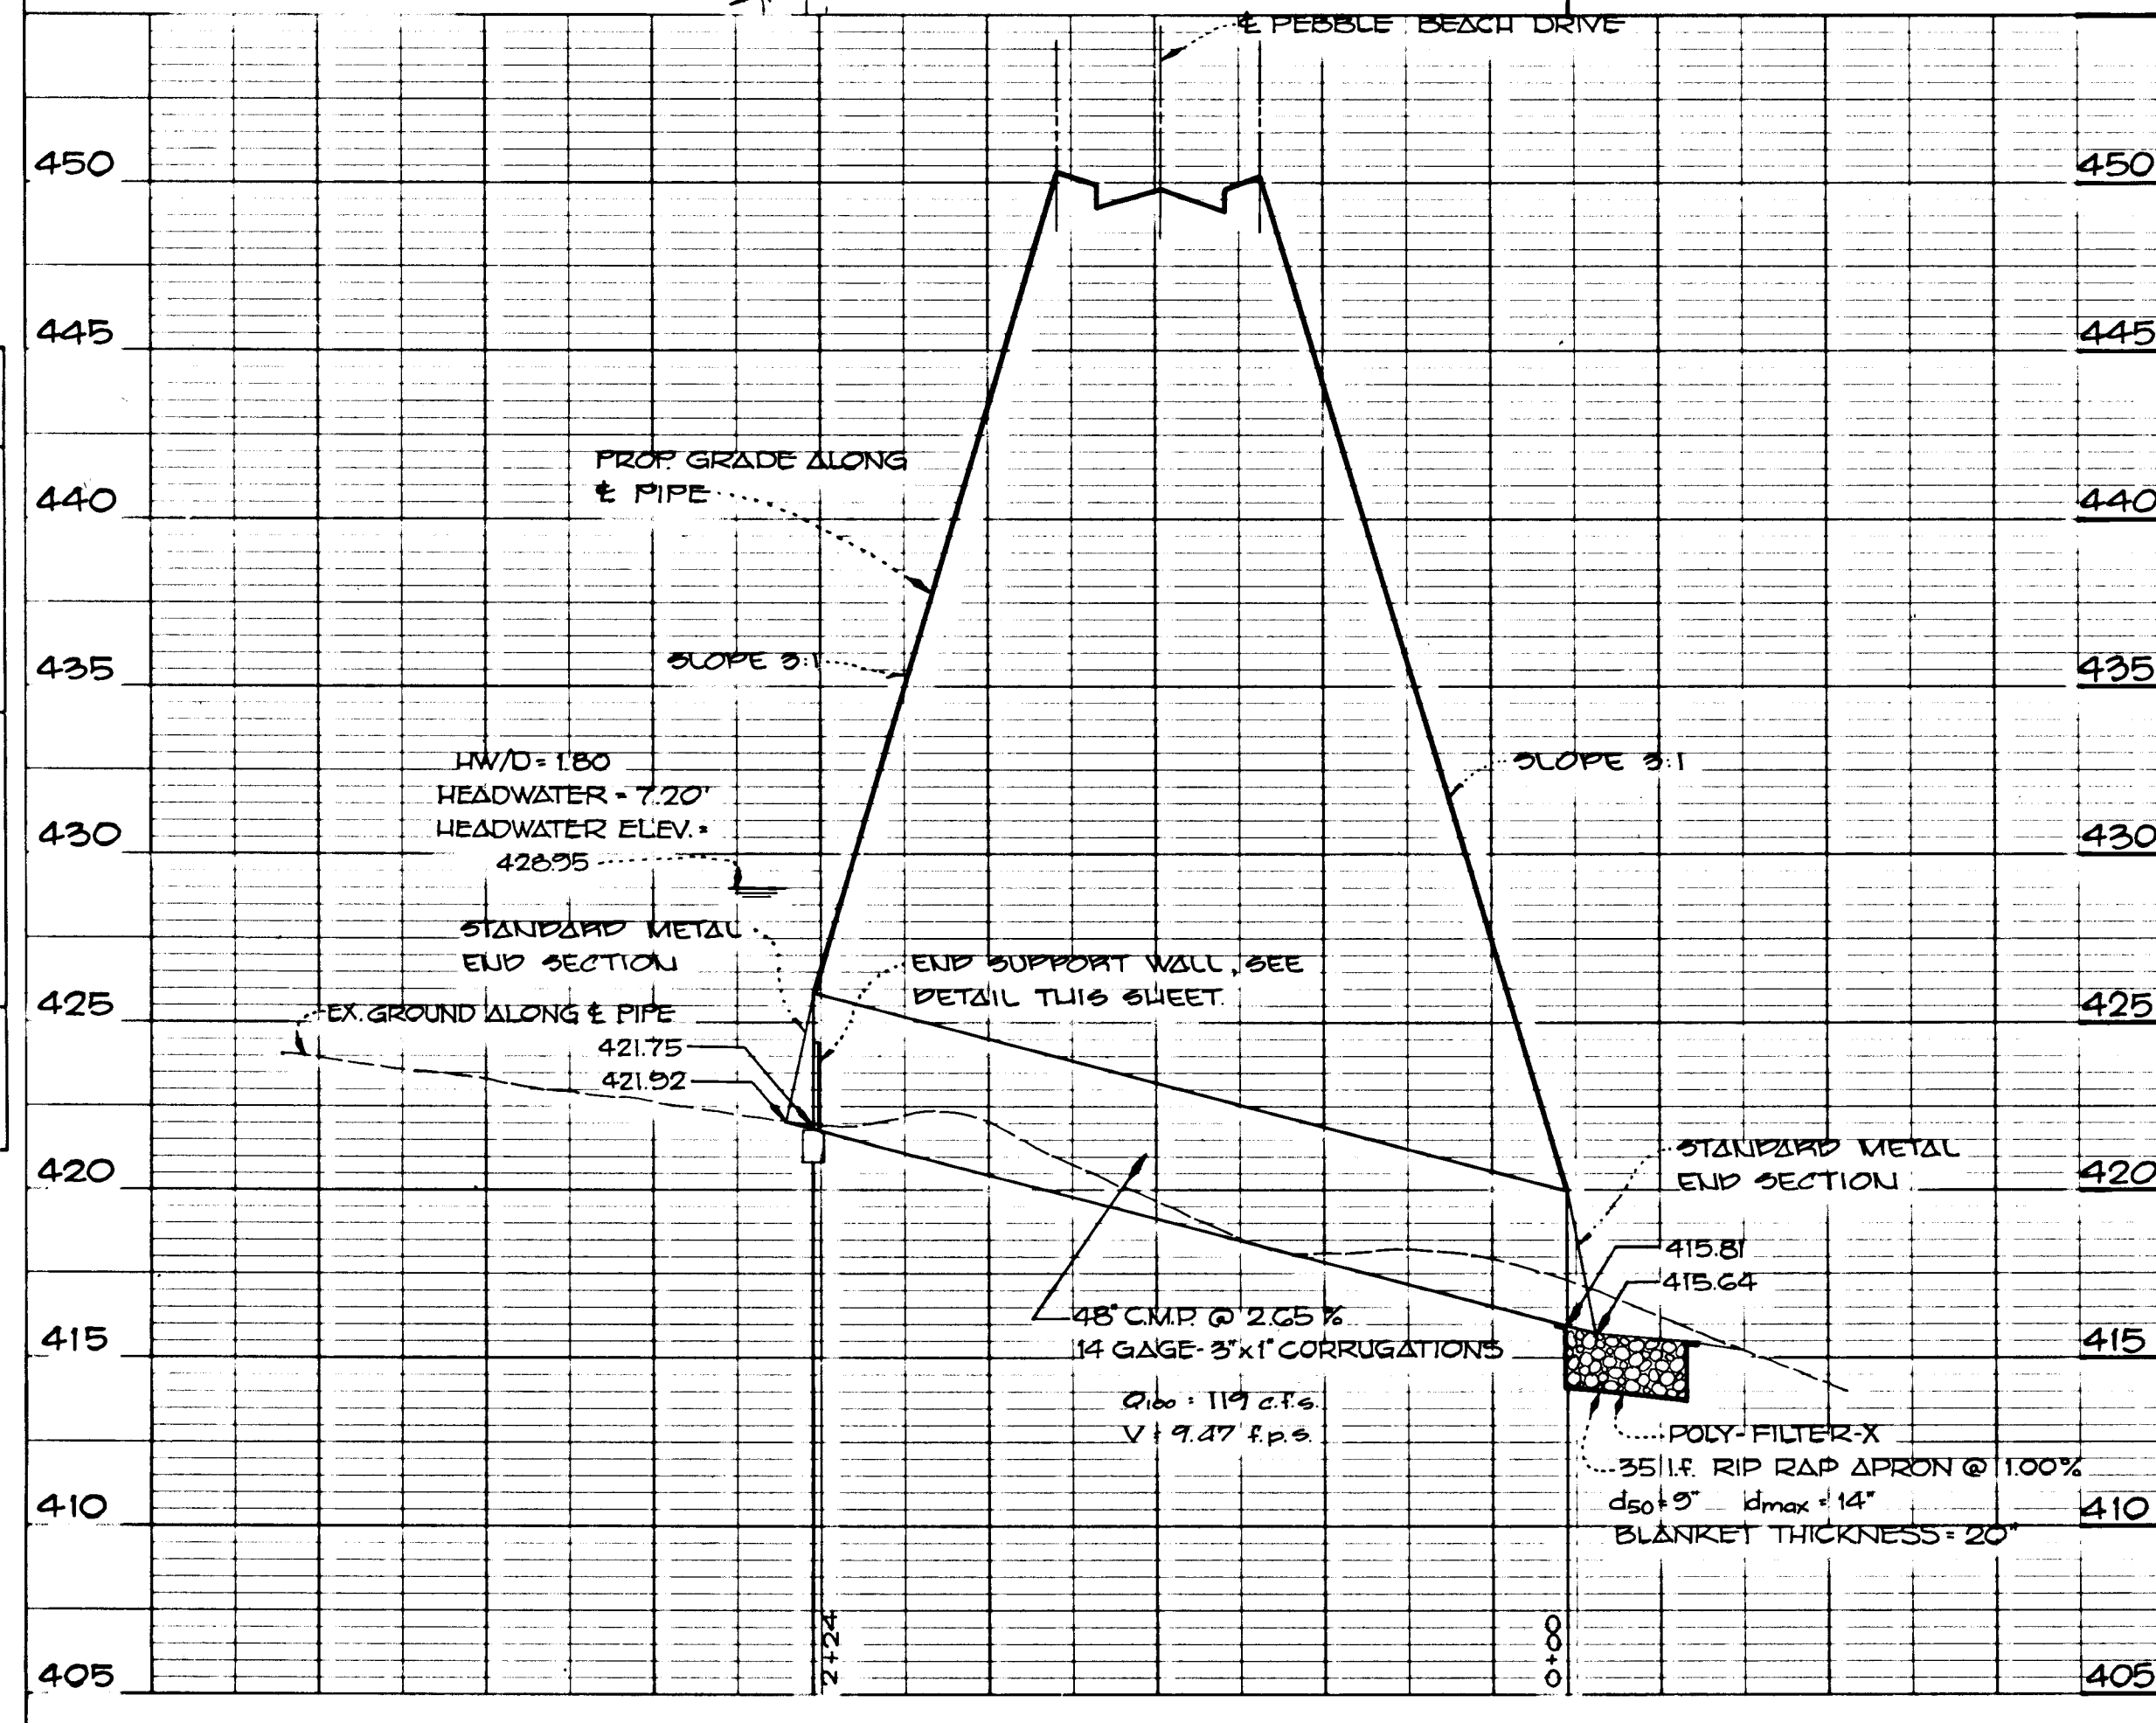 ℄ PEBBLE BEACH DRIVE
450
450
445
445
PROP. GRADE ALONG
℄ PIPE
440
440
SLOPE 3:1
435
435
HW/D = 1.80
HEADWATER = 7.20'
HEADWATER ELEV. =
428.95
SLOPE 3:1
430
430
STANDARD METAL
END SECTION
END SUPPORT WALL, SEE
DETAIL THIS SHEET.
425
425
EX. GROUND ALONG ℄ PIPE
421.75
421.92
420
420
STANDARD METAL
END SECTION
415.81
415.64
48" C.M.P. @ 2.65 %
14 GAGE - 3" x 1" CORRUGATIONS
415
415
Q100 = 119 c.f.s.
V = 9.47 f.p.s.
POLY-FILTER-X
35 l.f. RIP RAP APRON @ 1.00%
d50 = 9" dmax = 14"
BLANKET THICKNESS = 20"
410
410
2+24
0+00
405
405